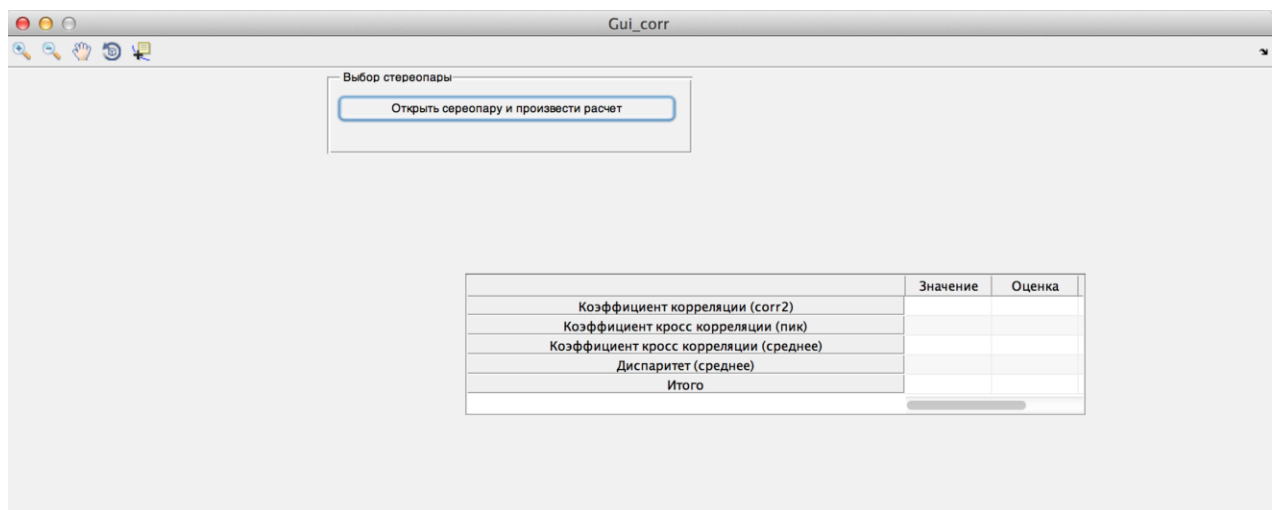 Gui_corr
Выбор стереопары
Открыть сереопару и произвести расчет
Значение Оценка
Коэффициент корреляции (corr2)
Коэффициент кросс корреляции (пик)
Коэффициент кросс корреляции (среднее)
Диспаритет (среднее)
Итого